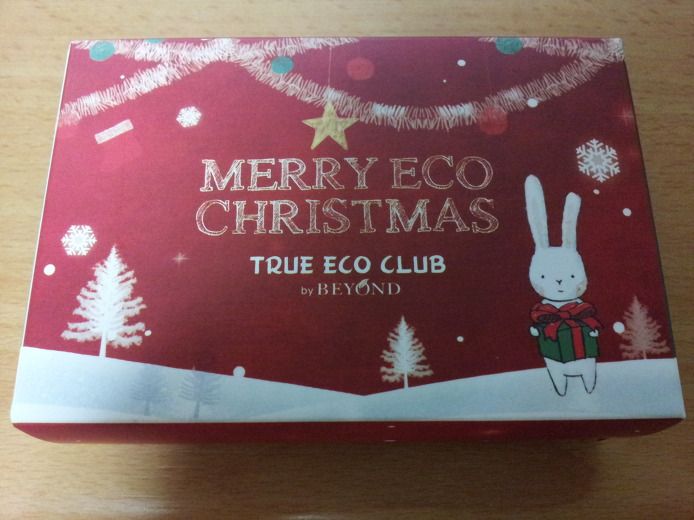 MERRY ECO
CHRISTMAS
TRUE ECO CLUB
by BEYOND